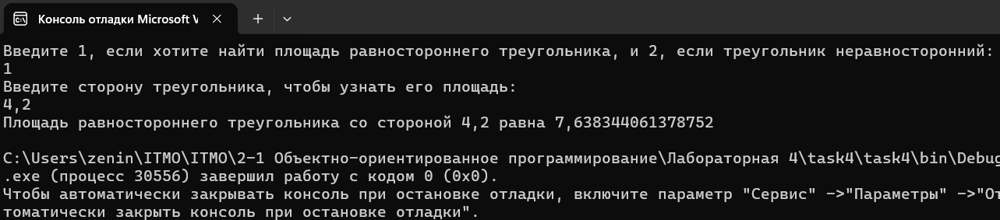 Консоль отладки Microsoft V
Введите 1, если хотите найти площадь равностороннего треугольника, и 2, если треугольник неравносторонний:
1
Введите сторону треугольника, чтобы узнать его площадь:
4,2
Площадь равностороннего треугольника со стороной 4,2 равна 7,638344061378752
C:\Users\zenin\ITMO\ITMO\2-1 Объектно-ориентированное программирование\Лабораторная 4\task4\task4\bin\Debug
.exe (процесс 30556) завершил работу с кодом 0 (0x0).
Чтобы автоматически закрывать консоль при остановке отладки, включите параметр "Сервис" ->"Параметры" ->"От
томатически закрыть консоль при остановке отладки".